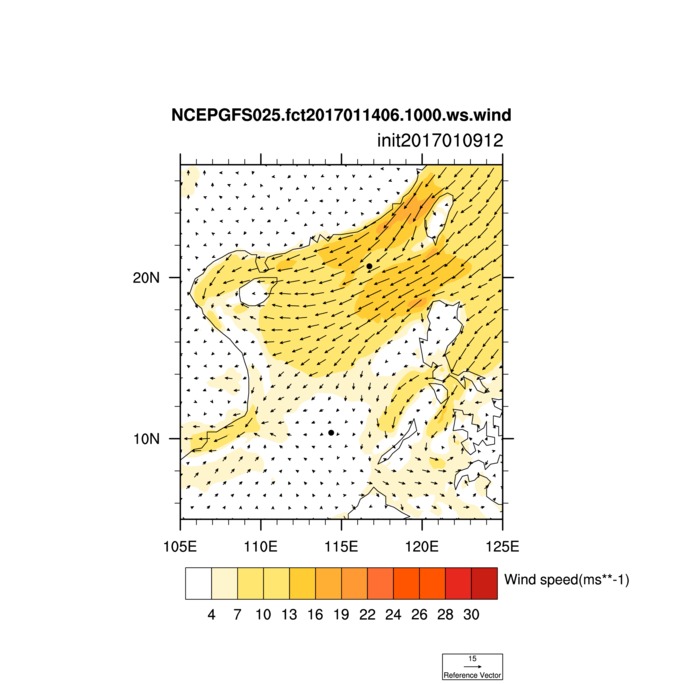 NCEPGFS025.fct2017011406.1000.ws.wind
init2017010912
20N
10N
105E 110E 115E 120E 125E
4 7 10 13 16 19 22 24 26 28 30
Wind speed(ms**-1)
15
Reference Vector